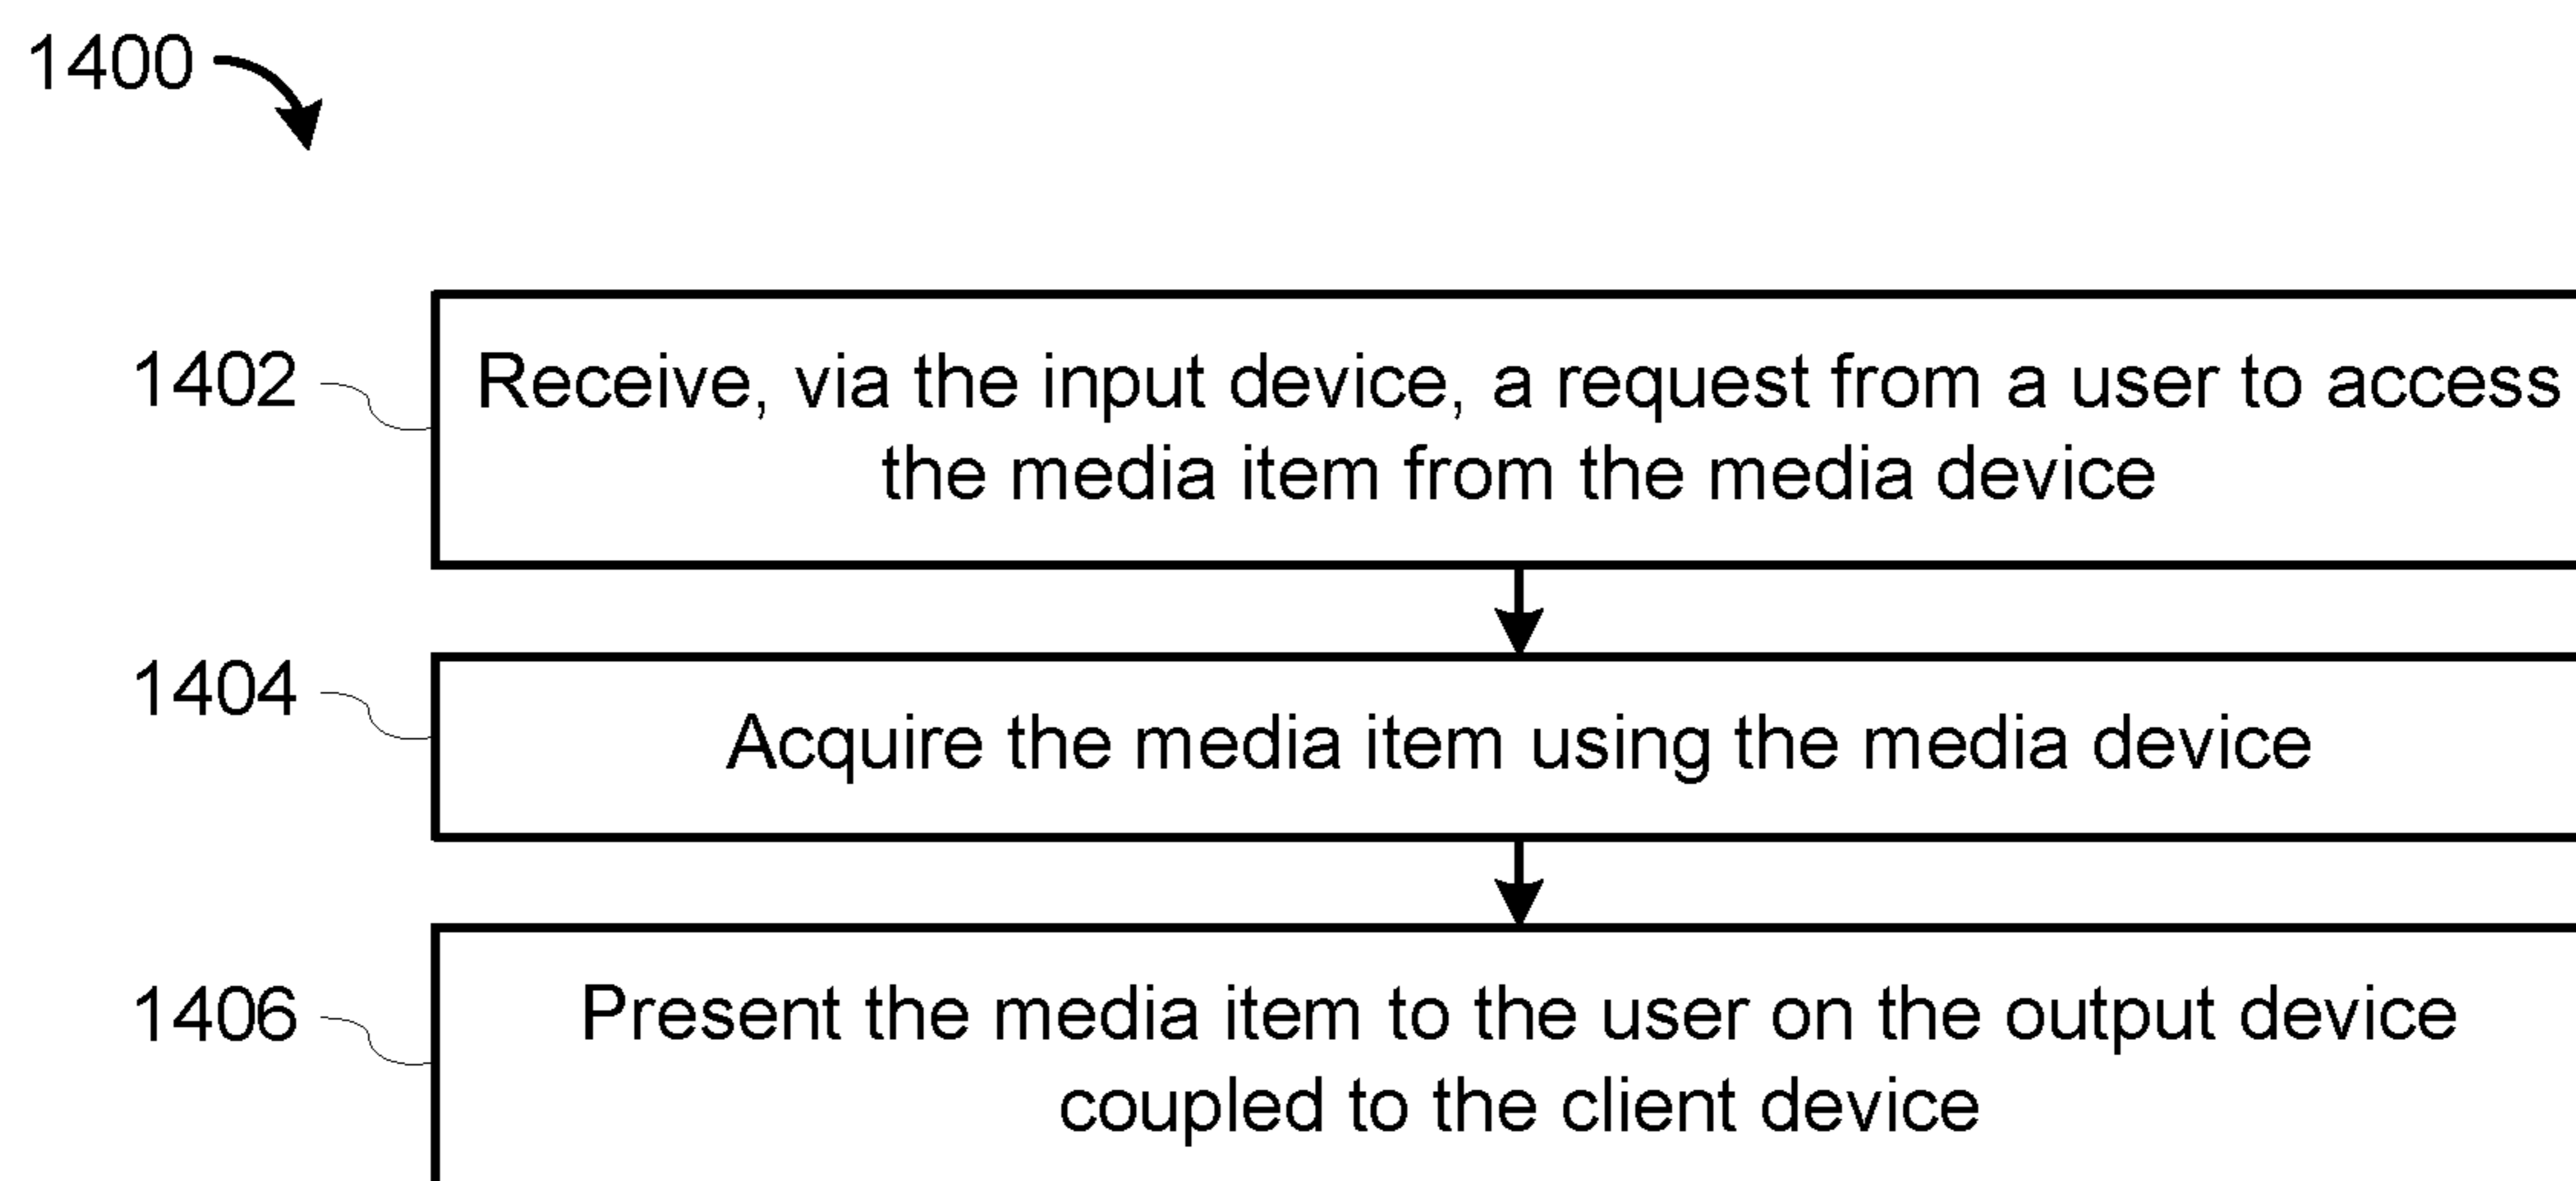 1400
1402
Receive, via the input device, a request from a user to access
the media item from the media device
1404
Acquire the media item using the media device
1406
Present the media item to the user on the output device
coupled to the client device